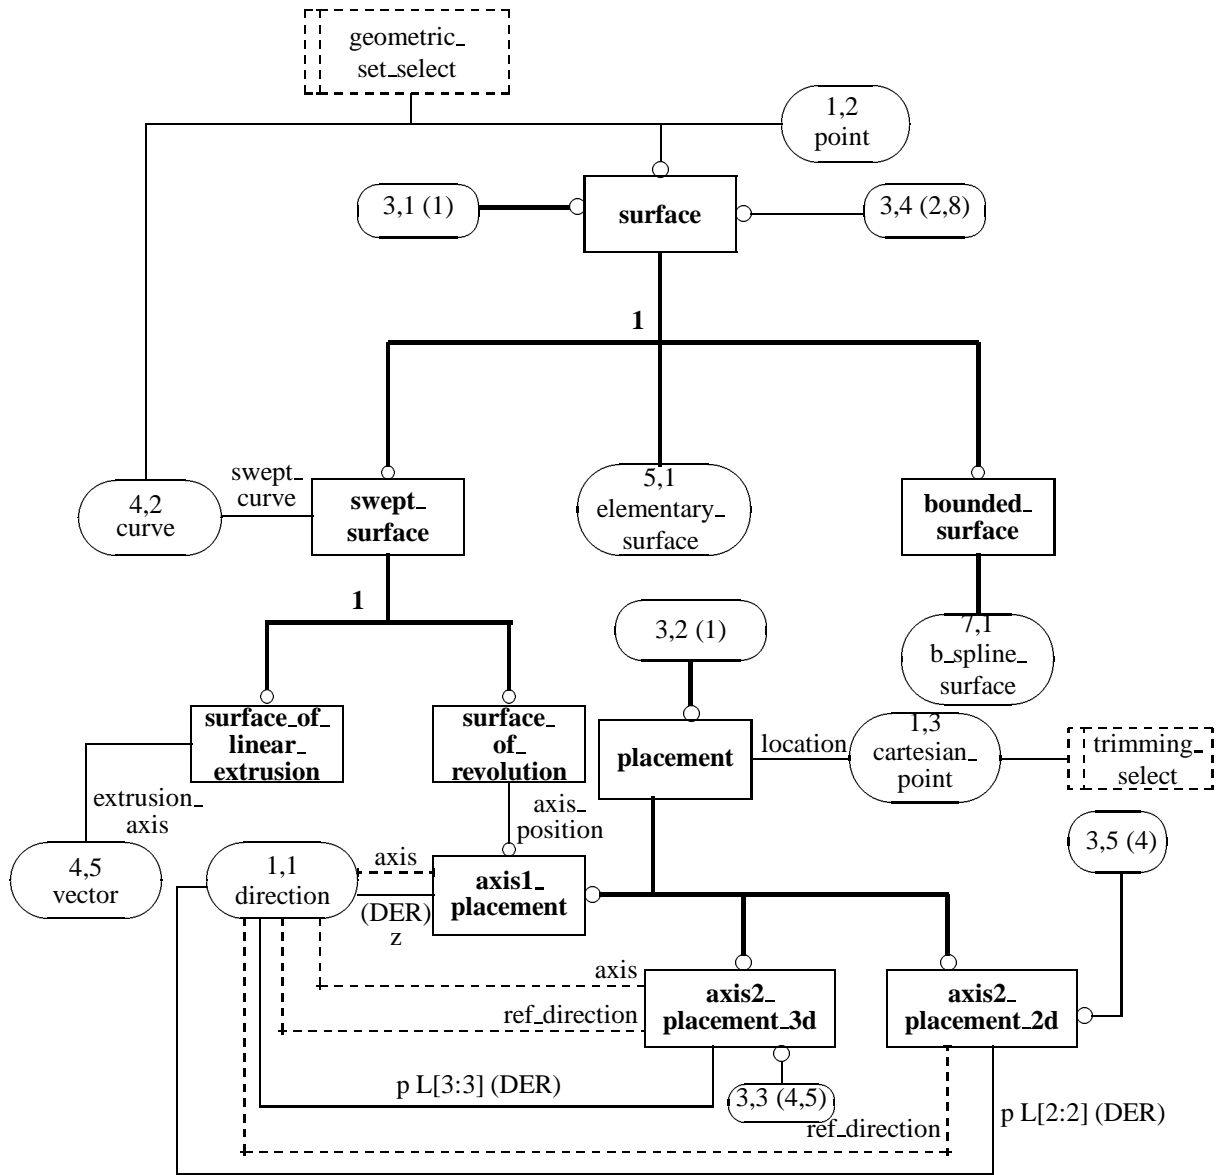 geometric_
set_select
1,2
point
3,1 (1)
surface
3,4 (2,8)
1
swept_
curve
4,2
curve
swept_
surface
5,1
elementary_
surface
bounded_
surface
1
3,2 (1)
7,1
b_spline_
surface
surface_of_
linear_
extrusion
surface_
of_
revolution
placement
location
1,3
cartesian_
point
trimming_
select
extrusion_
axis
axis_
position
3,5 (4)
4,5
vector
1,1
direction
axis
axis1_
placement
(DER)
z
axis
ref_direction
axis2_
placement_3d
axis2_
placement_2d
p L[3:3] (DER)
3,3 (4,5)
p L[2:2] (DER)
ref_direction